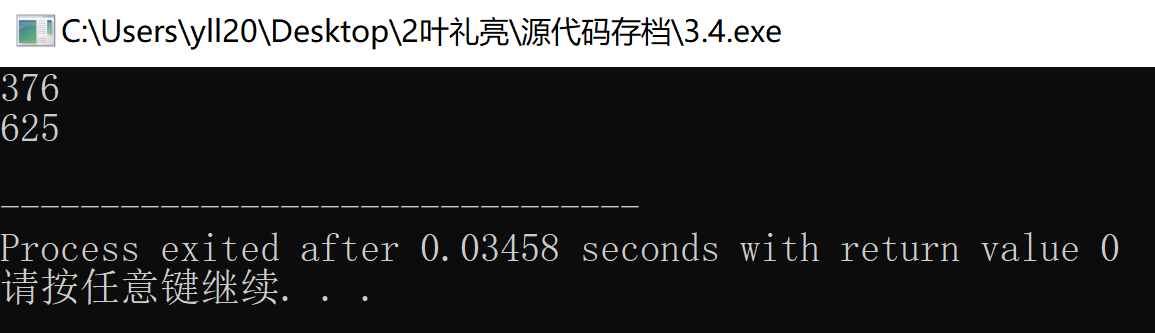 C:\Users\yll20\Desktop\2叶礼亮\源代码存档\3.4.exe
376
625
--------------------------------
Process exited after 0.03458 seconds with return value 0
请按任意键继续. . .